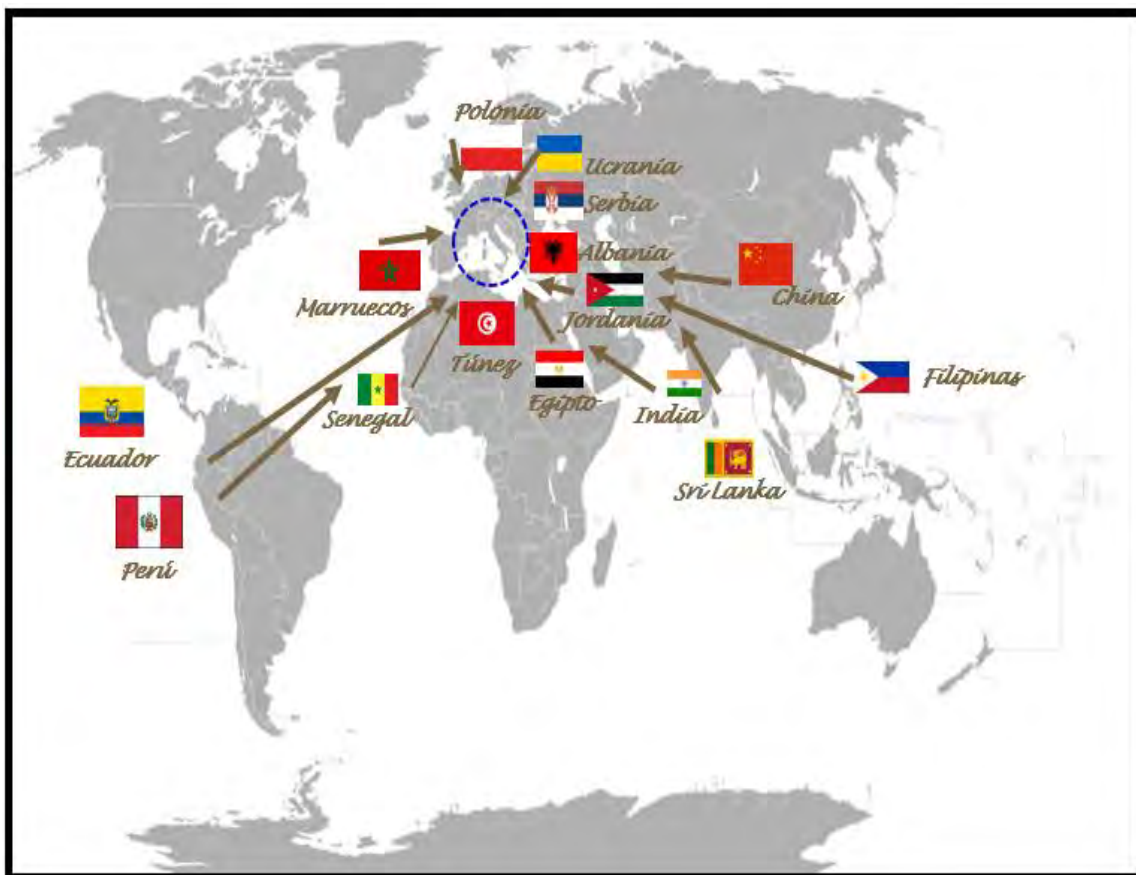 Polonia
Ucrania
Serbia
Albania
China
Marruecos
Jordania
Túnez
Filipinas
Senegal
Egipto
India
Ecuador
Sri Lanka
Perú